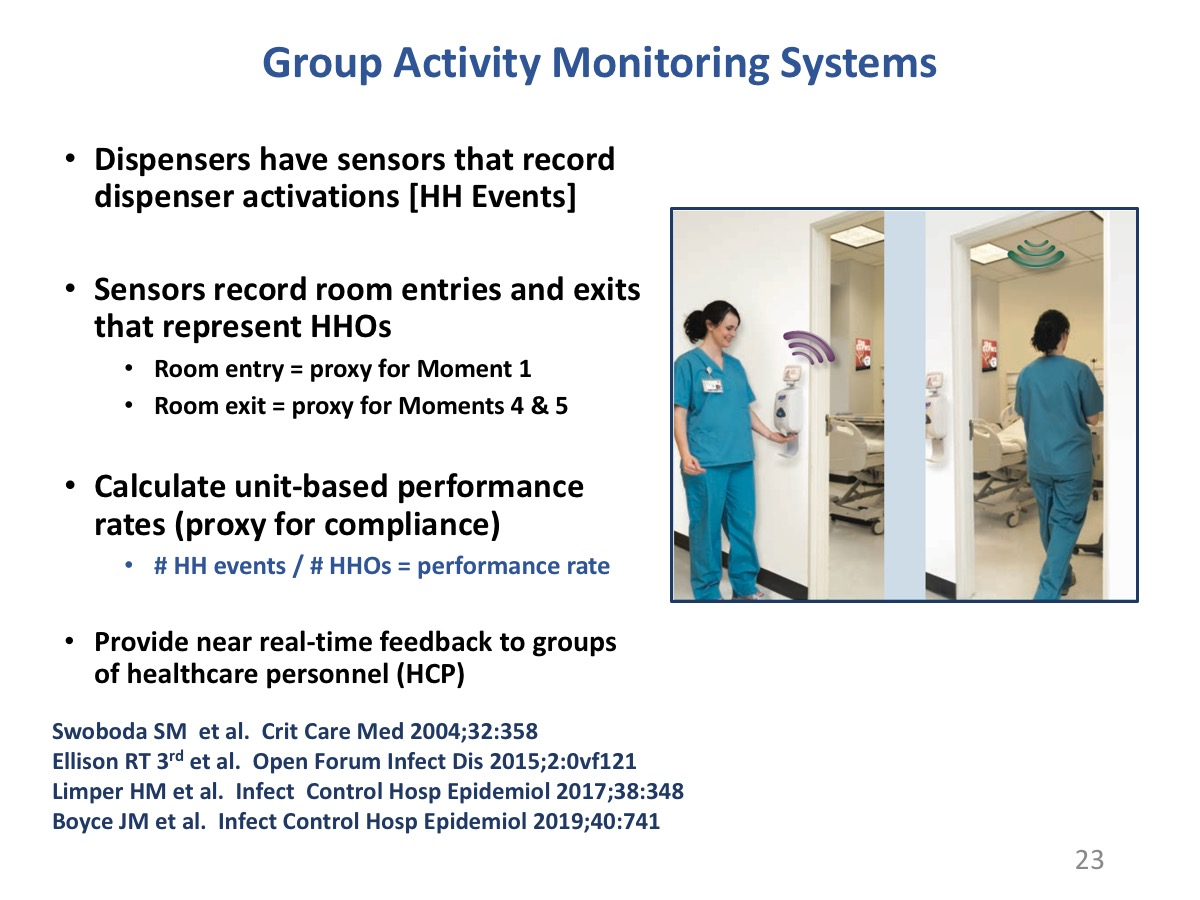 Group Activity Monitoring Systems
• Dispensers have sensors that record
dispenser activations [HH Events]
• Sensors record room entries and exits
that represent HHOs
• Room entry = proxy for Moment 1
• Room exit = proxy for Moments 4 & 5
• Calculate unit-based performance
rates (proxy for compliance)
• # HH events / # HHOs = performance rate
• Provide near real-time feedback to groups
of healthcare personnel (HCP)
Swoboda SM et al. Crit Care Med 2004;32:358
Ellison RT 3rd et al. Open Forum Infect Dis 2015;2:0vf121
Limper HM et al. Infect Control Hosp Epidemiol 2017;38:348
Boyce JM et al. Infect Control Hosp Epidemiol 2019;40:741
23